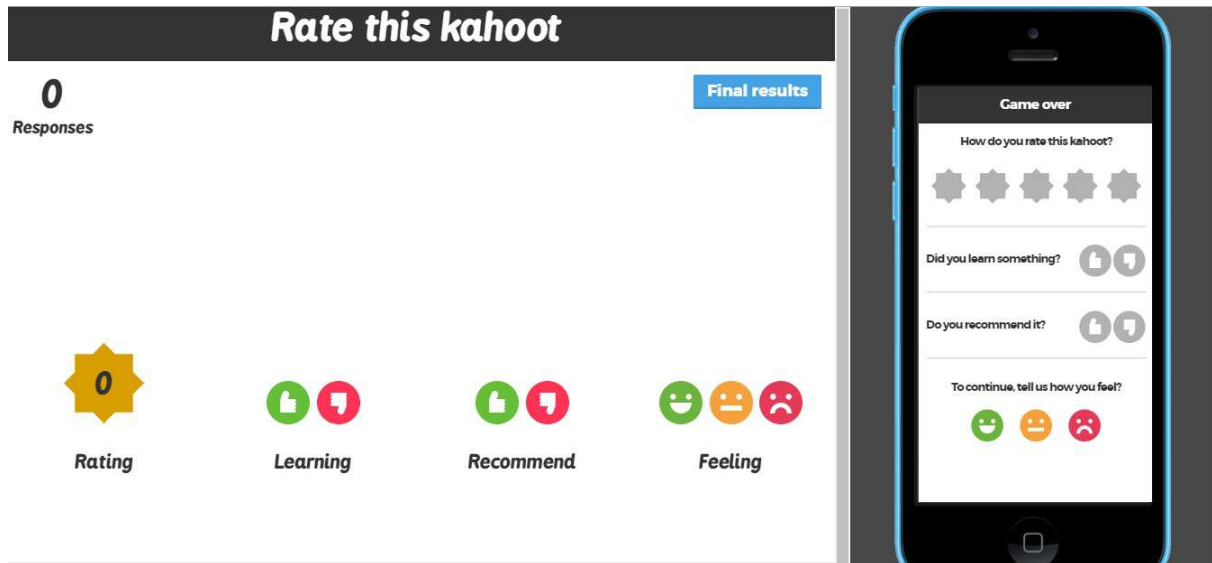 Rate this kahoot
0
Responses
Final results
0
Rating
Learning
Recommend
Feeling
Game over
How do you rate this kahoot?
Did you learn something?
Do you recommend it?
To continue, tell us how you feel?